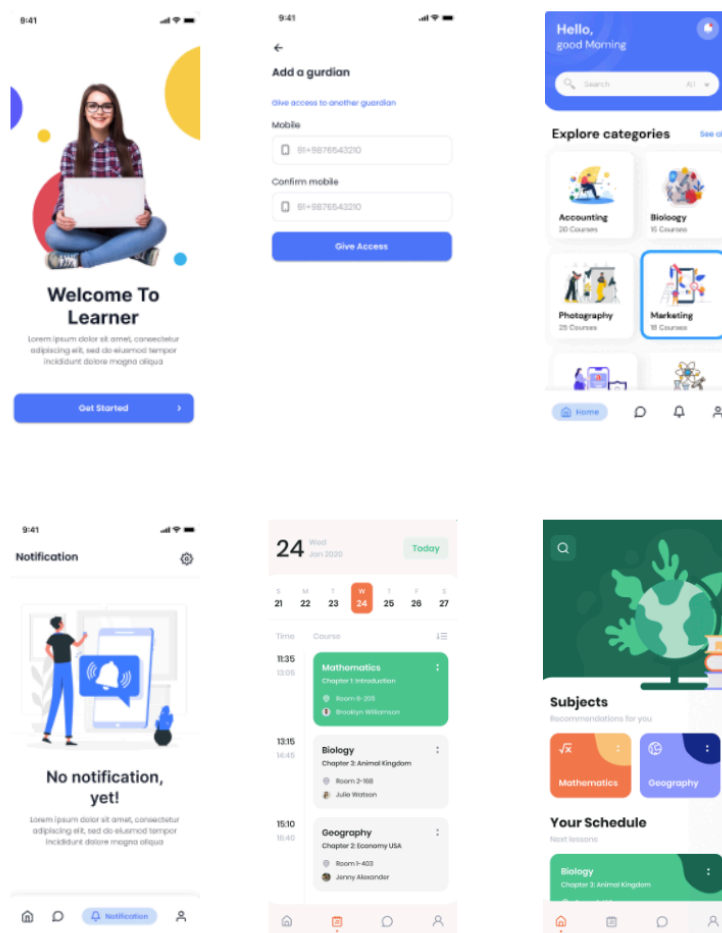 9:41
Welcome To
Learner
Lorem ipsum dolor sit amet, consectetur
adipiscing elit, sed do eiusmod tempor
incididunt dolore magna aliqua
Get Started
9:41
Add a gurdian
Give access to another guardian
Mobile
91+9876543210
Confirm mobile
91+9876543210
Give Access
Hello,
good Morning
Search
All
Explore categories
See al
Accounting
20 Courses
Biology
15 Courses
Photography
25 Courses
Marketing
18 Courses
Home
9:41
Notification
No notification,
yet!
Lorem ipsum dolor sit amet, consectetur
adipiscing elit, sed do eiusmod tempor
incididunt dolore magna aliqua
Notification
24
Wed
Jan 2020
Today
S M T W T F S
21 22 23 24 25 26 27
Time Course
11:35
13:05
Mathematics
Chapter 1: Introduction
Room 6-205
Brooklyn Williamson
13:15
14:45
Biology
Chapter 3: Animal Kingdom
Room 2-168
Julie Watson
15:10
16:40
Geography
Chapter 2: Economy USA
Room 1-403
Jenny Alexander
Subjects
Recommendations for you
√x
Mathematics
Geography
Your Schedule
Next lessons
Biology
Chapter 3: Animal Kingdom